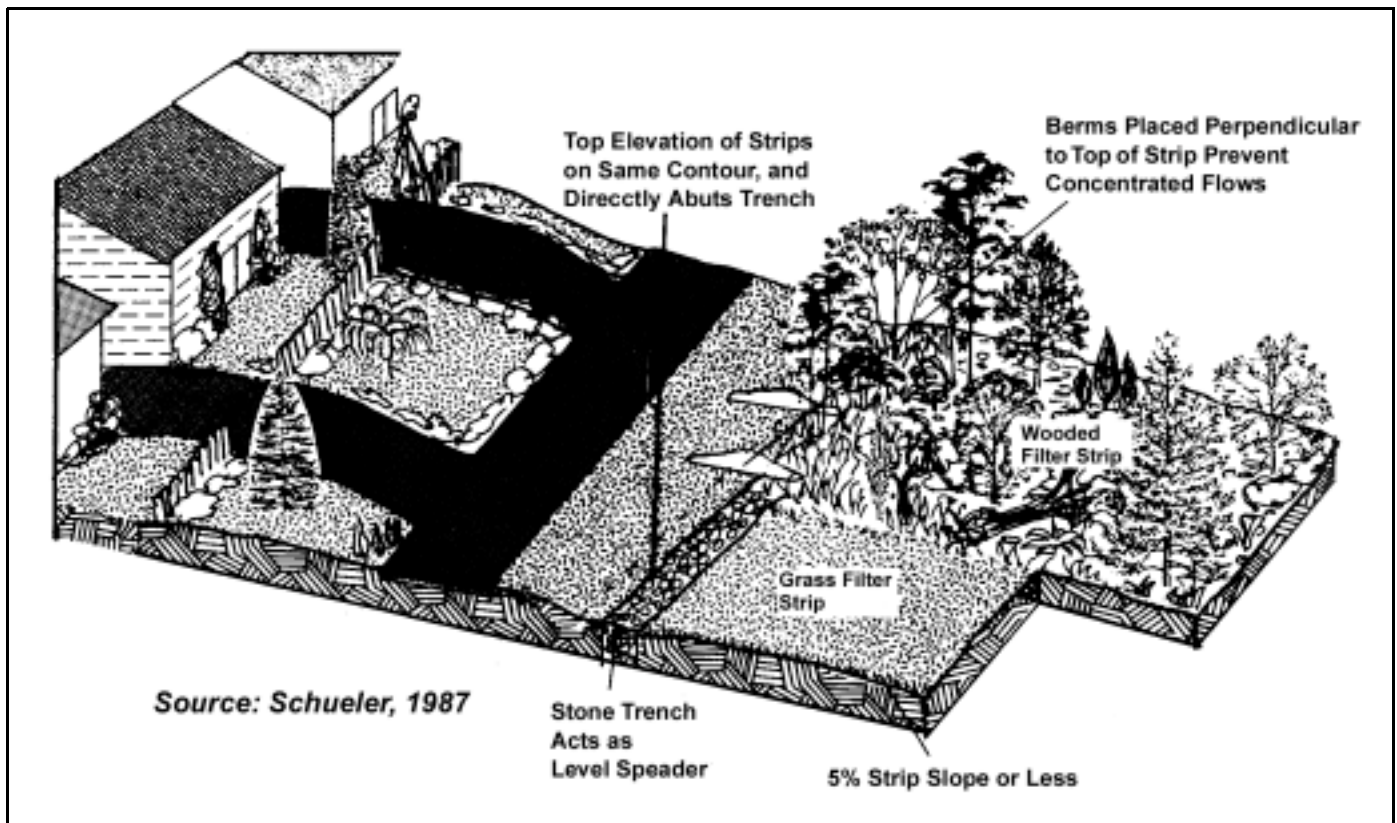 Top Elevation of Strips
on Same Contour, and
Direcctly Abuts Trench
Berms Placed Perpendicular
to Top of Strip Prevent
Concentrated Flows
Wooded
Filter Strip
Grass Filter
Strip
Source: Schueler, 1987
Stone Trench
Acts as
Level Speader
5% Strip Slope or Less